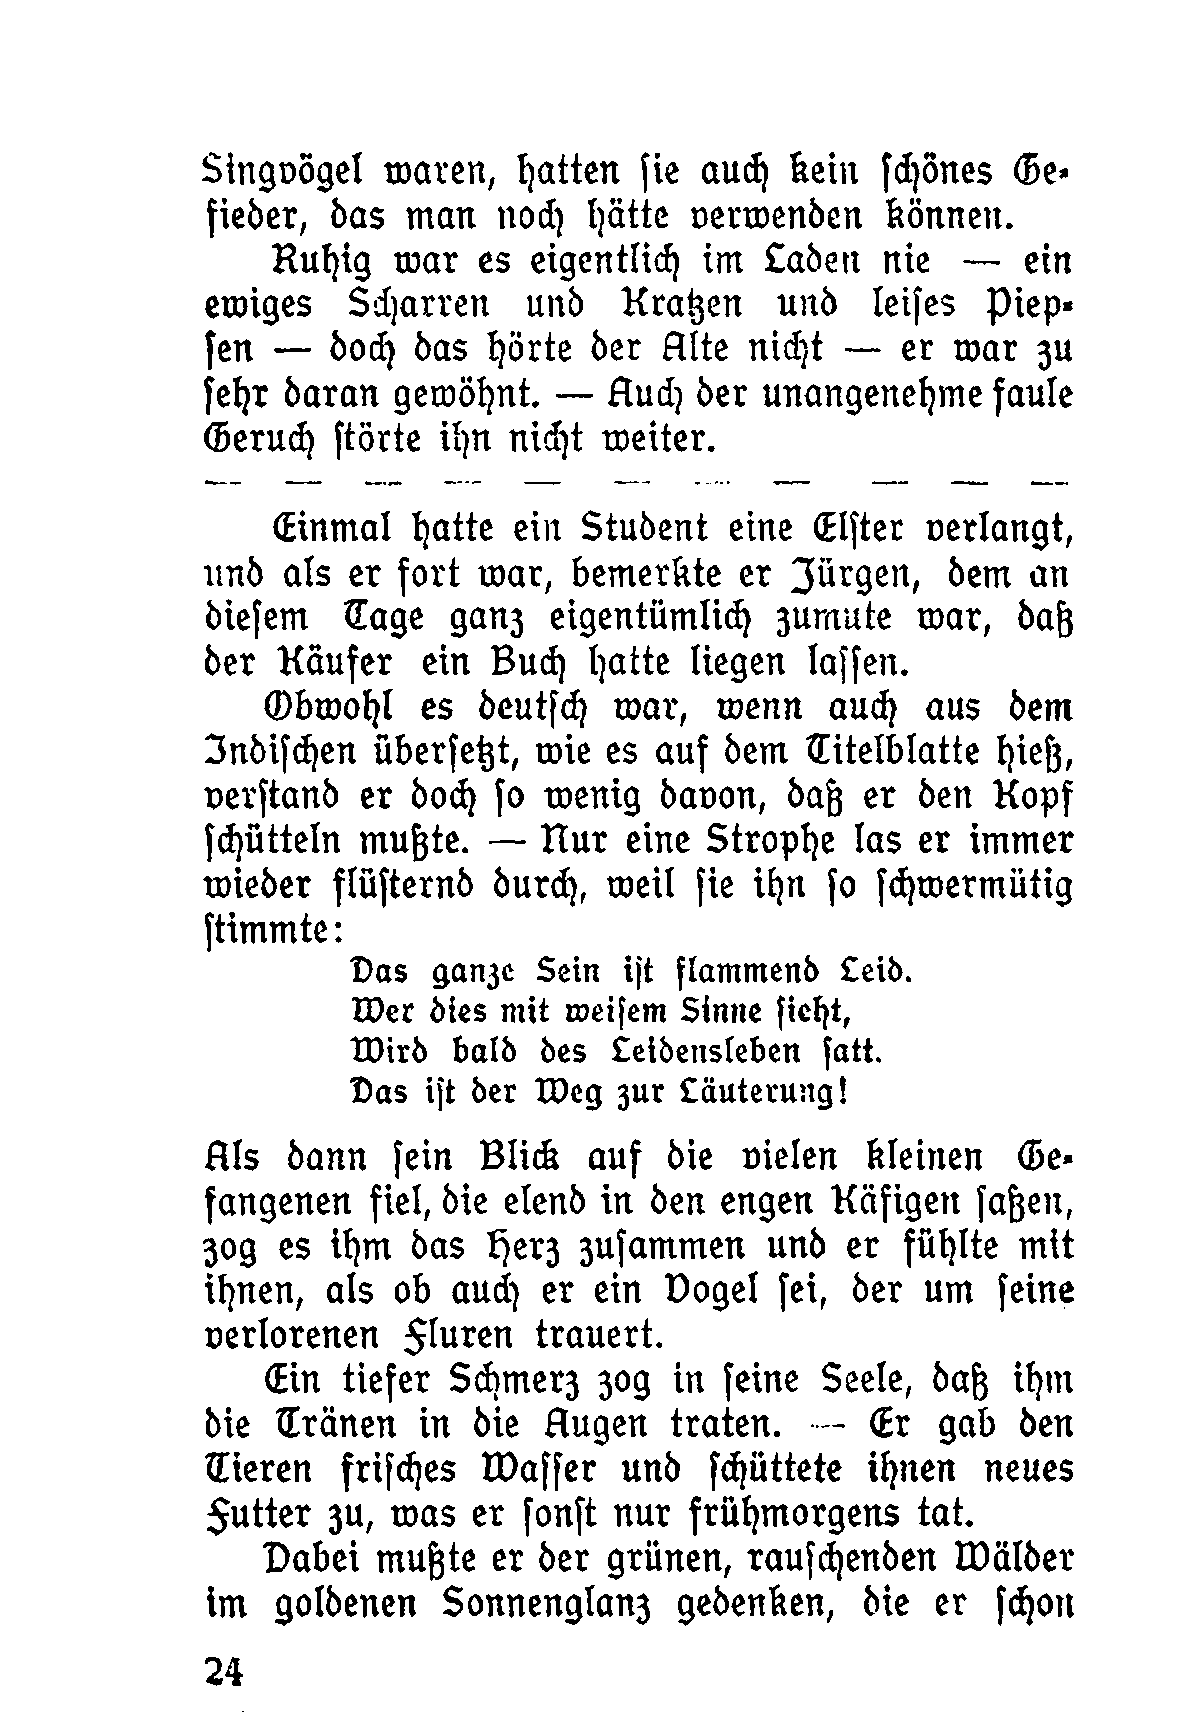 Singvögel waren, hatten sie auch kein schönes Ge-
fieder, das man noch hätte verwenden können.
Ruhig war es eigentlich im Laden nie — ein
ewiges Scharren und Kratzen und leises Piep-
sen — doch das hörte der Alte nicht — er war zu
sehr daran gewöhnt. — Auch der unangenehme faule
Geruch störte ihn nicht weiter.
— — — — — — — — — — —
Einmal hatte ein Student eine Elster verlangt,
und als er fort war, bemerkte er Jürgen, dem an
diesem Tage ganz eigentümlich zumute war, daß
der Käufer ein Buch hatte liegen lassen.
Obwohl es deutsch war, wenn auch aus dem
Indischen übersetzt, wie es auf dem Titelblatte hieß,
verstand er doch so wenig davon, daß er den Kopf
schütteln mußte. — Nur eine Strophe las er immer
wieder flüsternd durch, weil sie ihn so schwermütig
stimmte:
Das ganze Sein ist flammend Leid.
Wer dies mit weisem Sinne sieht,
Wird bald des Leidensleben satt.
Das ist der Weg zur Läuterung!
Als dann sein Blick auf die vielen kleinen Ge-
fangenen fiel, die elend in den engen Käfigen saßen,
zog es ihm das Herz zusammen und er fühlte mit
ihnen, als ob auch er ein Vogel sei, der um seine
verlorenen Fluren trauert.
Ein tiefer Schmerz zog in seine Seele, daß ihm
die Tränen in die Augen traten. — Er gab den
Tieren frisches Wasser und schüttete ihnen neues
Futter zu, was er sonst nur frühmorgens tat.
Dabei mußte er der grünen, rauschenden Wälder
im goldenen Sonnenglanz gedenken, die er schon
24